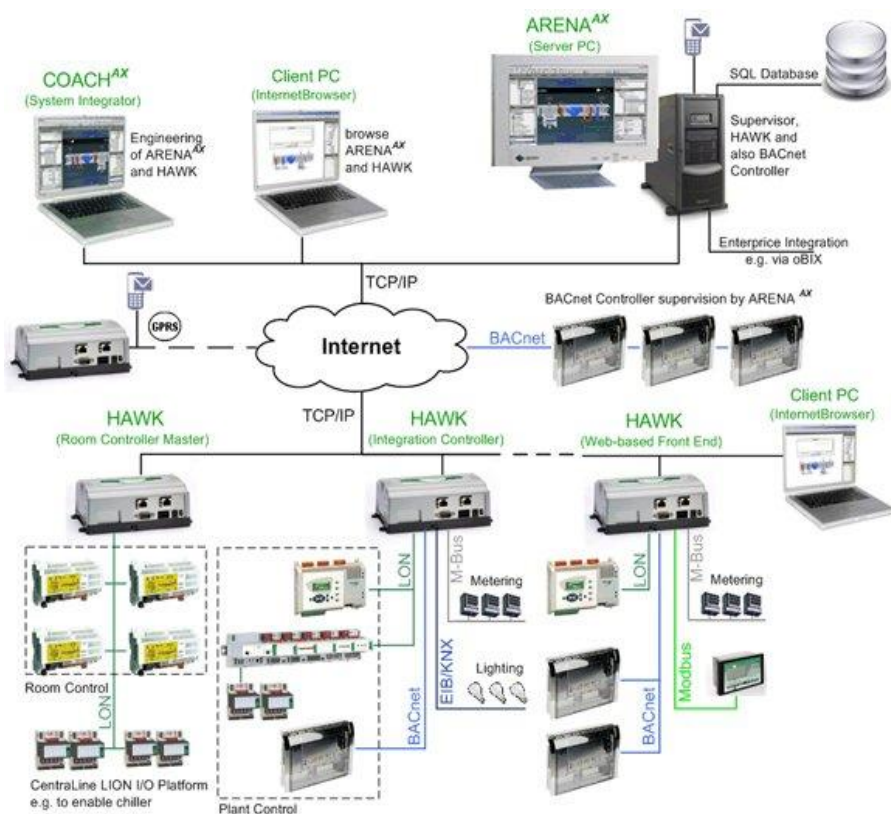 ARENA AX
(Server PC)
COACH AX
(System Integrator)
Client PC
(InternetBrowser)
SQL Database
Engineering
of ARENA AX
and HAWK
browse
ARENA AX
and HAWK
Supervisor,
HAWK and
also BACnet
Controller
Enterprice Integration
e.g. via oBIX
TCP/IP
BACnet Controller supervision by ARENA AX
GPRS
Internet
BACnet
TCP/IP
Client PC
(InternetBrowser)
HAWK
(Room Controller Master)
HAWK
(Integration Controller)
HAWK
(Web-based Front End)
LON
M-Bus
Metering
LON
M-Bus
Metering
Room Control
LON
EIB/KNX
Lighting
BACnet
Modbus
BACnet
CentraLine LION I/O Platform
e.g. to enable chiller
Plant Control